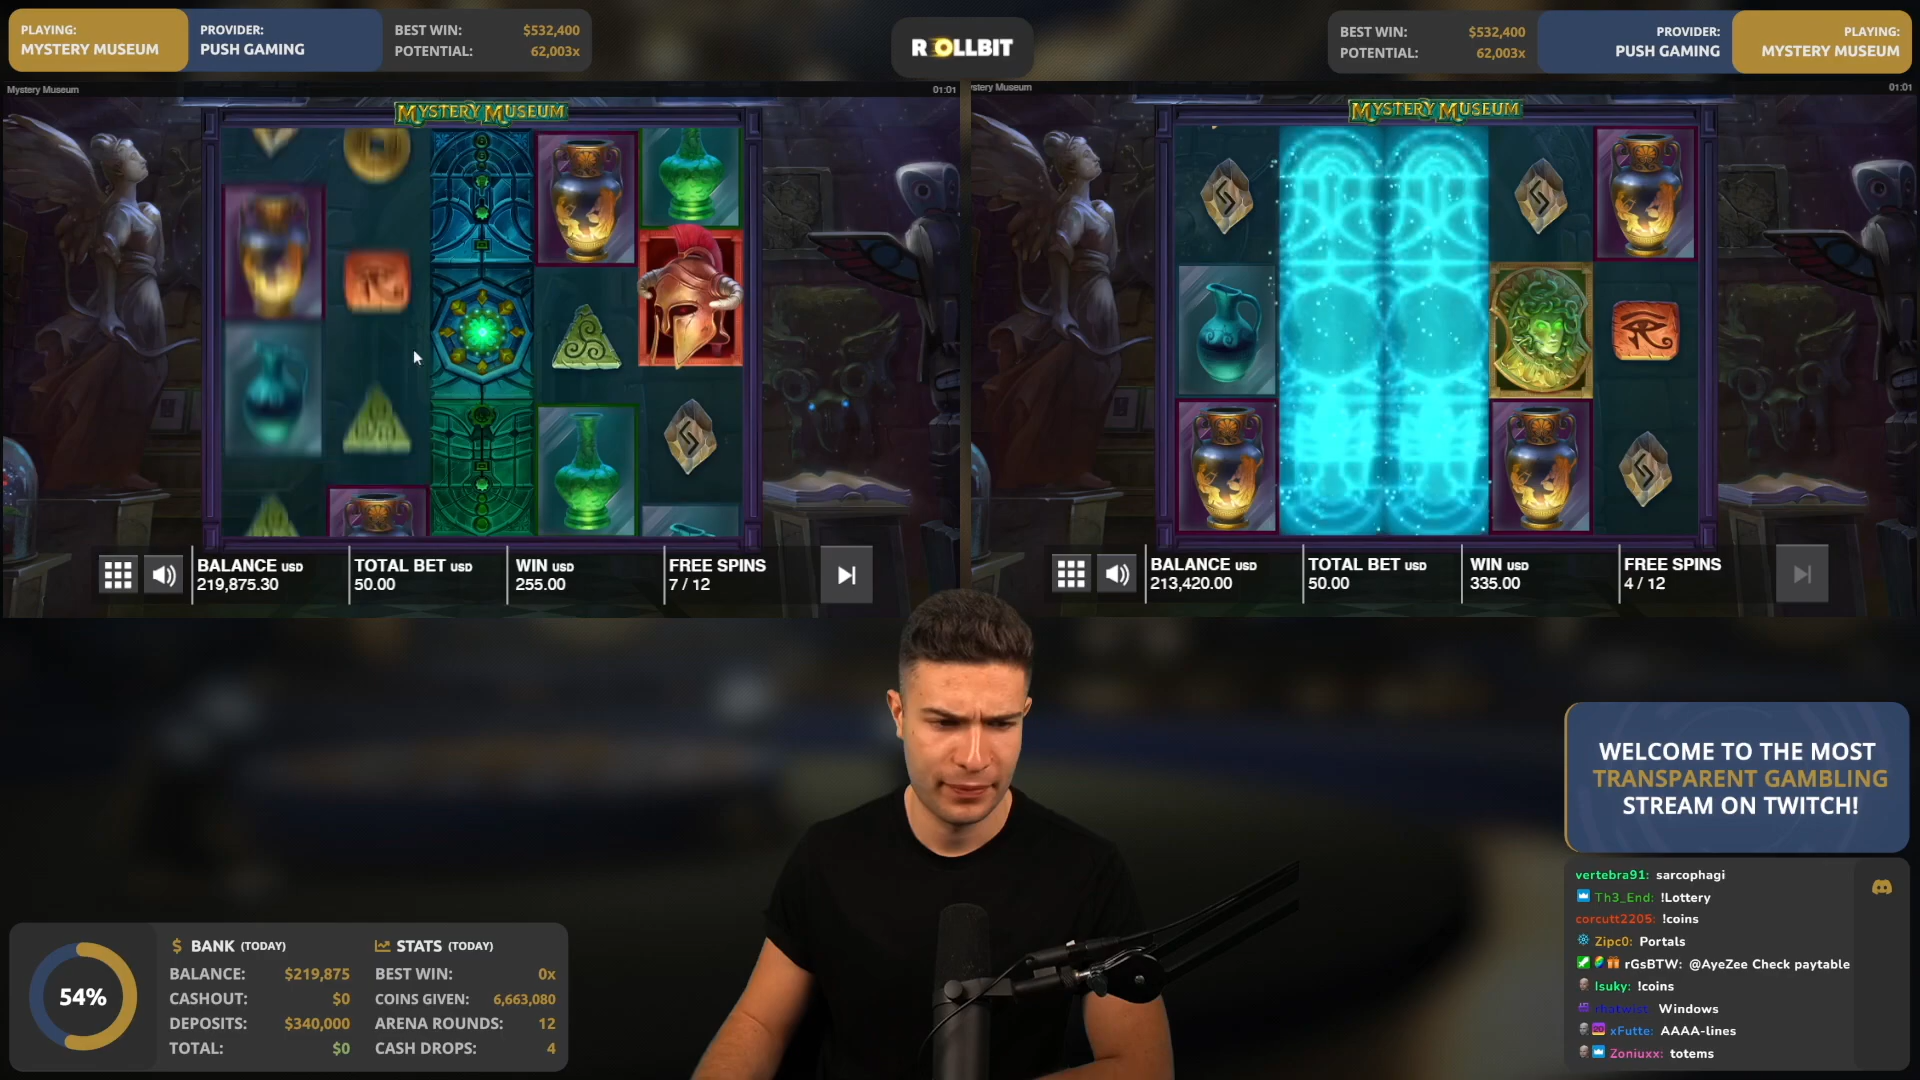 PLAYING:
MYSTERY MUSEUM
PROVIDER:
PUSH GAMING
BEST WIN: $532,400
POTENTIAL: 62,003x
ROLLBIT
BEST WIN: $532,400
POTENTIAL: 62,003x
PROVIDER:
PUSH GAMING
PLAYING:
MYSTERY MUSEUM
Mystery Museum
01:01
MYSTERY MUSEUM
BALANCE USD
219,875.30
TOTAL BET USD
50.00
WIN USD
255.00
FREE SPINS
7 / 12
ystery Museum
01:01
MYSTERY MUSEUM
BALANCE USD
213,420.00
TOTAL BET USD
50.00
WIN USD
335.00
FREE SPINS
4 / 12
WELCOME TO THE MOST
TRANSPARENT GAMBLING
STREAM ON TWITCH!
vertebra91: sarcophagi
Th3_End: !Lottery
corcutt2205: !coins
Zipc0: Portals
rGsBTW: @AyeZee Check paytable
lsuky: !coins
Windows
xFutte: AAAA-lines
Zoniuxx: totems
54%
$ BANK (TODAY)
BALANCE: $219,875
CASHOUT: $0
DEPOSITS: $340,000
TOTAL: $0
STATS (TODAY)
BEST WIN: 0x
COINS GIVEN: 6,663,080
ARENA ROUNDS: 12
CASH DROPS: 4